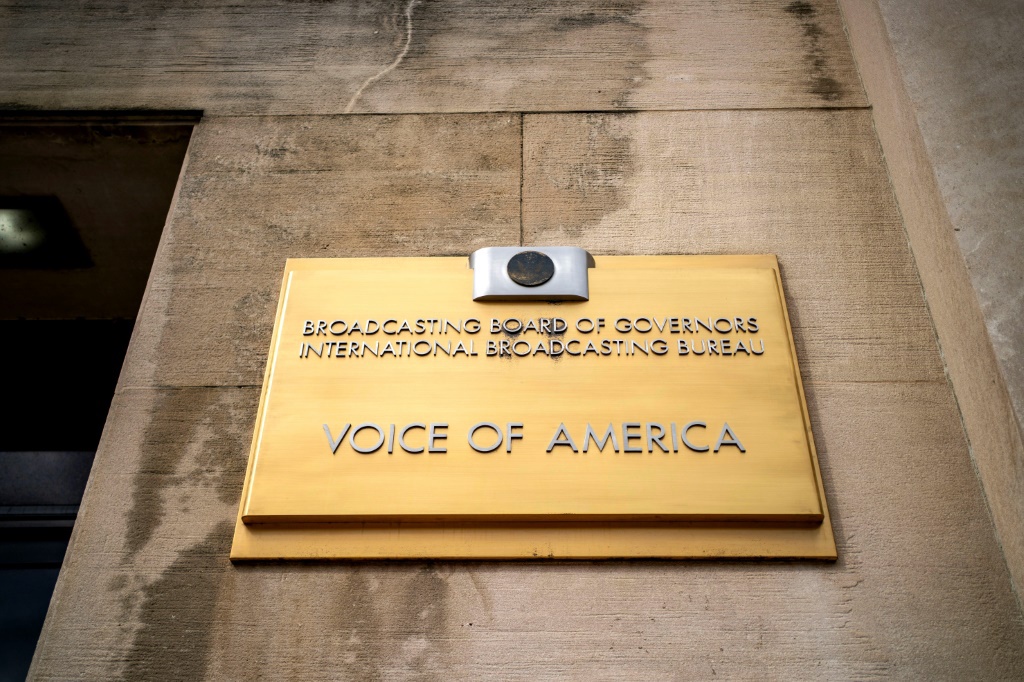 BROADCASTING BOARD OF GOVERNORS
INTERNATIONAL BROADCASTING BUREAU
VOICE OF AMERICA